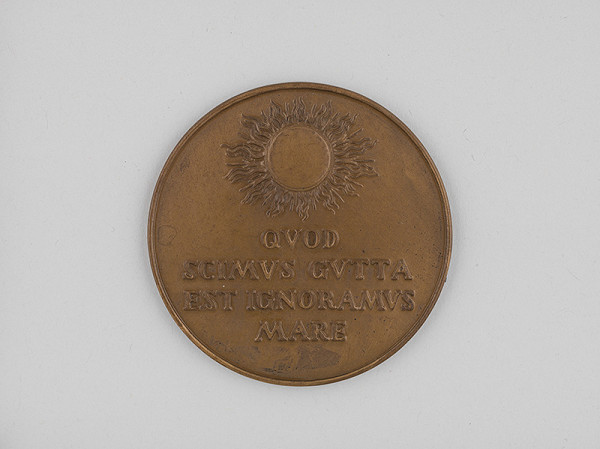 QVOD
SCIMVS GVTTA
EST IGNORAMVS
MARE